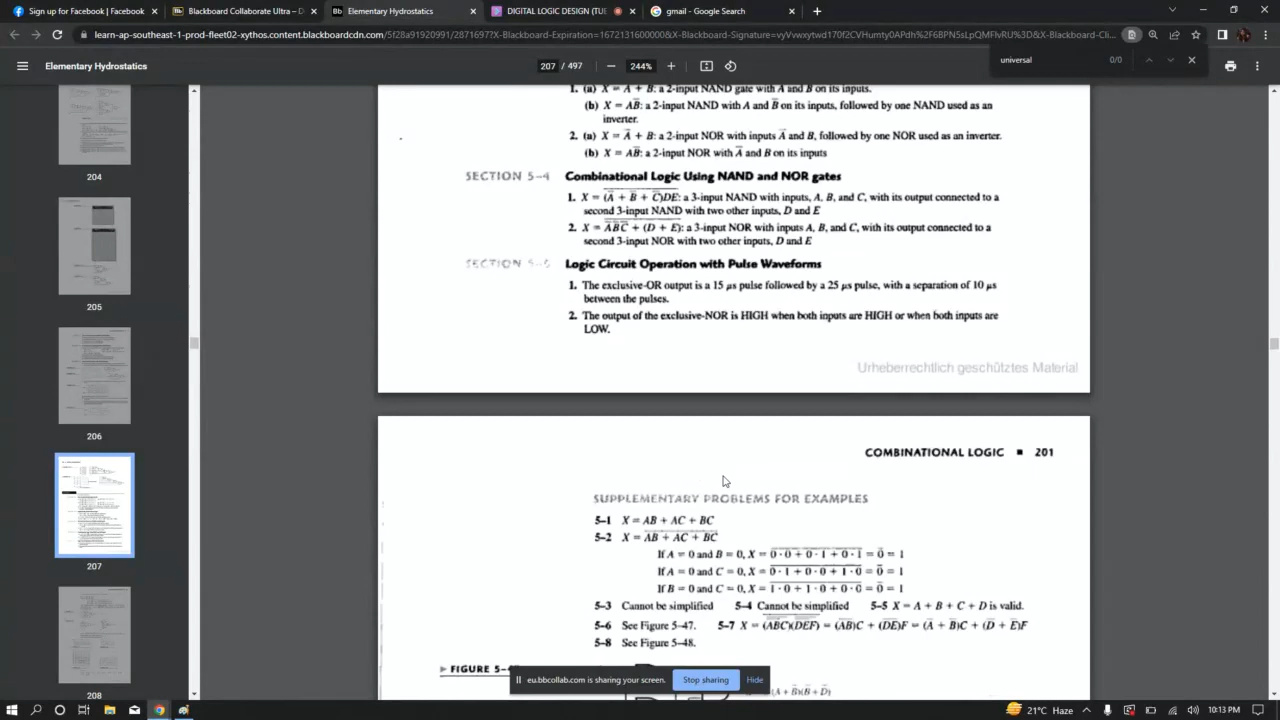 Sign up for Facebook | Facebook
Blackboard Collaborate Ultra – D
Elementary Hydrostatics
DIGITAL LOGIC DESIGN (TUE
gmail - Google Search
learn-ap-southeast-1-prod-fleet02-xythos.content.blackboardcdn.com/5f28a91920991/2871697?X-Blackboard-Expiration=1672131600000&X-Blackboard-Signature=
universal 0/0
Elementary Hydrostatics
207 / 497
244%
1. (a) X = A̅ + B: a 2-input NAND gate with A and B̅ on its inputs.
(b) X = AB̅: a 2-input NAND with A and B̅ on its inputs, followed by one NAND used as an
inverter.
2. (a) X = A̅ + B: a 2-input NOR with inputs A̅ and B, followed by one NOR used as an inverter.
(b) X = AB̅: a 2-input NOR with A̅ and B on its inputs
SECTION 5–4 Combinational Logic Using NAND and NOR gates
1. X = (A̅ + B̅ + C̅)DE: a 3-input NAND with inputs, A, B, and C, with its output connected to a
second 3-input NAND with two other inputs, D and E
2. X = A̅B̅C̅ + (D + E): a 3-input NOR with inputs A, B, and C, with its output connected to a
second 3-input NOR with two other inputs, D and E
SECTION 5–5 Logic Circuit Operation with Pulse Waveforms
1. The exclusive-OR output is a 15 μs pulse followed by a 25 μs pulse, with a separation of 10 μs
between the pulses.
2. The output of the exclusive-NOR is HIGH when both inputs are HIGH or when both inputs are
LOW.
Urheberrechtlich geschütztes Material
COMBINATIONAL LOGIC ■ 201
SUPPLEMENTARY PROBLEMS FOR EXAMPLES
5–1 X = AB + AC + BC
5–2 X = AB + AC + BC
If A = 0 and B = 0, X = 0·0 + 0·1 + 0·1 = 0̅ = 1
If A = 0 and C = 0, X = 0·1 + 0·0 + 1·0 = 0̅ = 1
If B = 0 and C = 0, X = 1·0 + 1·0 + 0·0 = 0̅ = 1
5–3 Cannot be simplified 5–4 Cannot be simplified 5–5 X = A + B + C + D is valid.
5–6 See Figure 5–47. 5–7 X = (ABC)(DEF) = (AB)C + (DE)F = (A̅ + B̅)C + (D̅ + E̅)F
5–8 See Figure 5–48.
FIGURE 5–
eu.bbcollab.com is sharing your screen.
Stop sharing
Hide
204
205
206
207
208
21°C Haze
10:13 PM